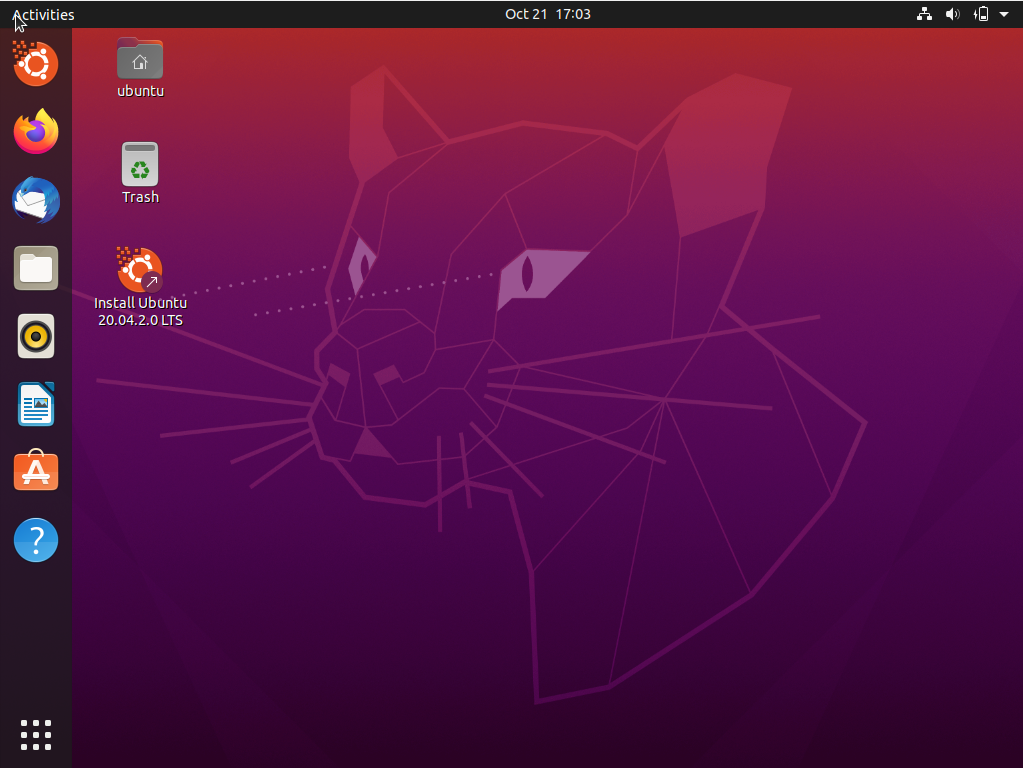 Activities
Oct 21 17:03
ubuntu
Trash
Install Ubuntu
20.04.2.0 LTS